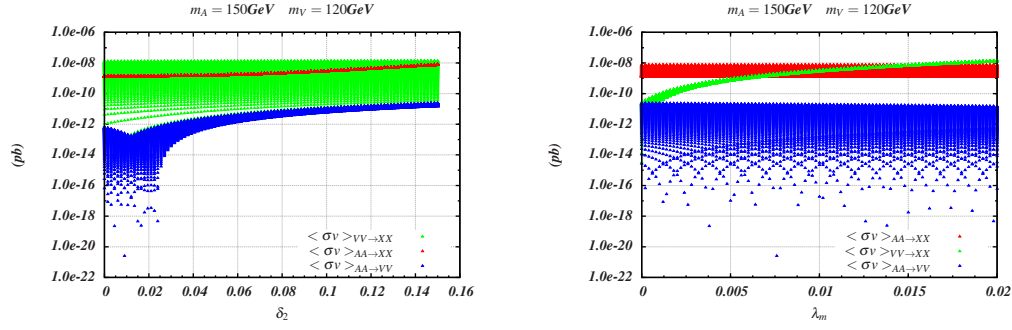 m_A = 150GeV m_V = 120GeV
1.0e-06
1.0e-08
1.0e-10
1.0e-12
1.0e-14
1.0e-16
1.0e-18
1.0e-20
1.0e-22
(pb)
< σv >_{VV→XX}
< σv >_{AA→XX}
< σv >_{AA→VV}
0 0.02 0.04 0.06 0.08 0.1 0.12 0.14 0.16
δ_2
m_A = 150GeV m_V = 120GeV
1.0e-06
1.0e-08
1.0e-10
1.0e-12
1.0e-14
1.0e-16
1.0e-18
1.0e-20
1.0e-22
(pb)
< σv >_{AA→XX}
< σv >_{VV→XX}
< σv >_{AA→VV}
0 0.005 0.01 0.015 0.02
λ_m